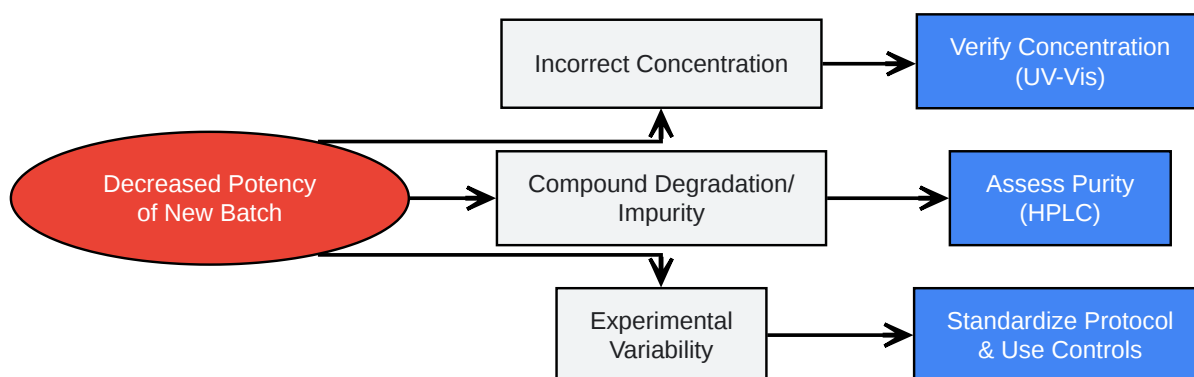 Incorrect Concentration
Verify Concentration
(UV-Vis)
Decreased Potency
of New Batch
Compound Degradation/
Impurity
Assess Purity
(HPLC)
Experimental
Variability
Standardize Protocol
& Use Controls